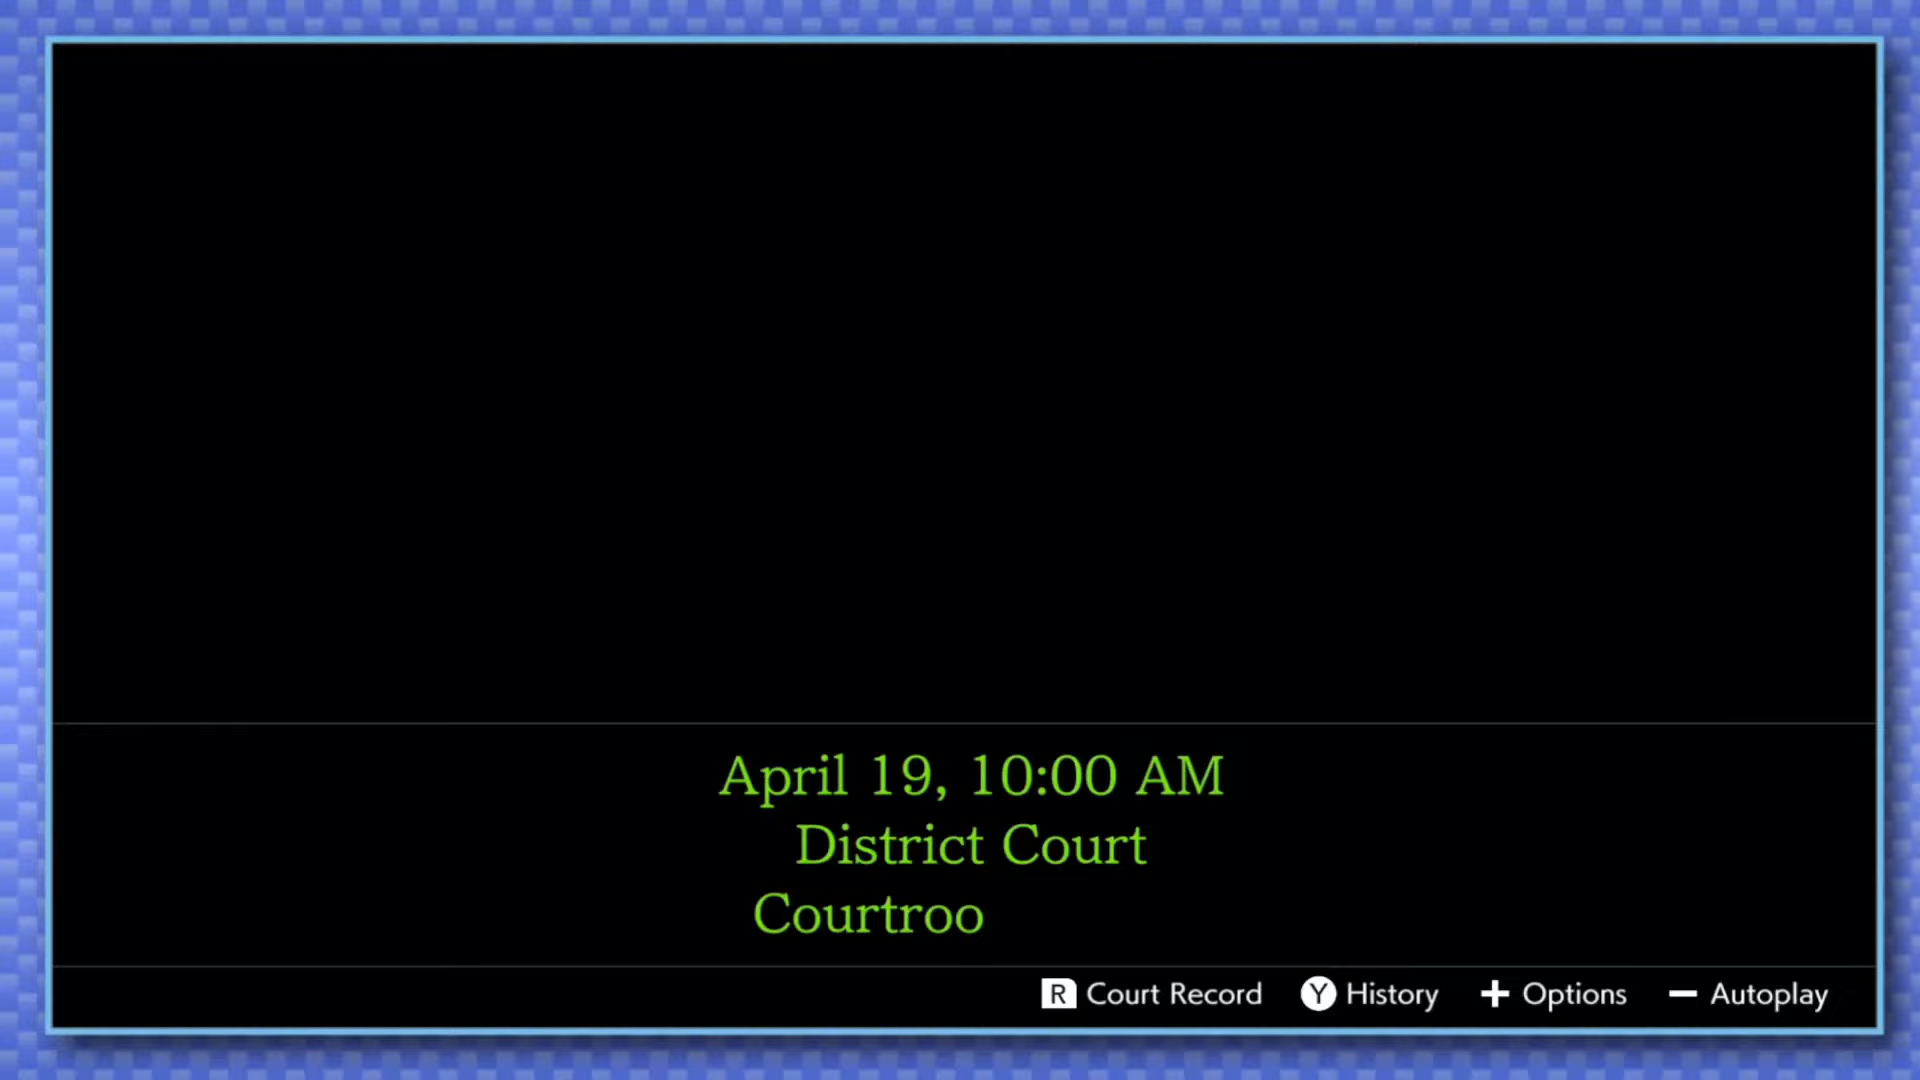 April 19, 10:00 AM
District Court
Courtroo
R Court Record Y History + Options − Autoplay